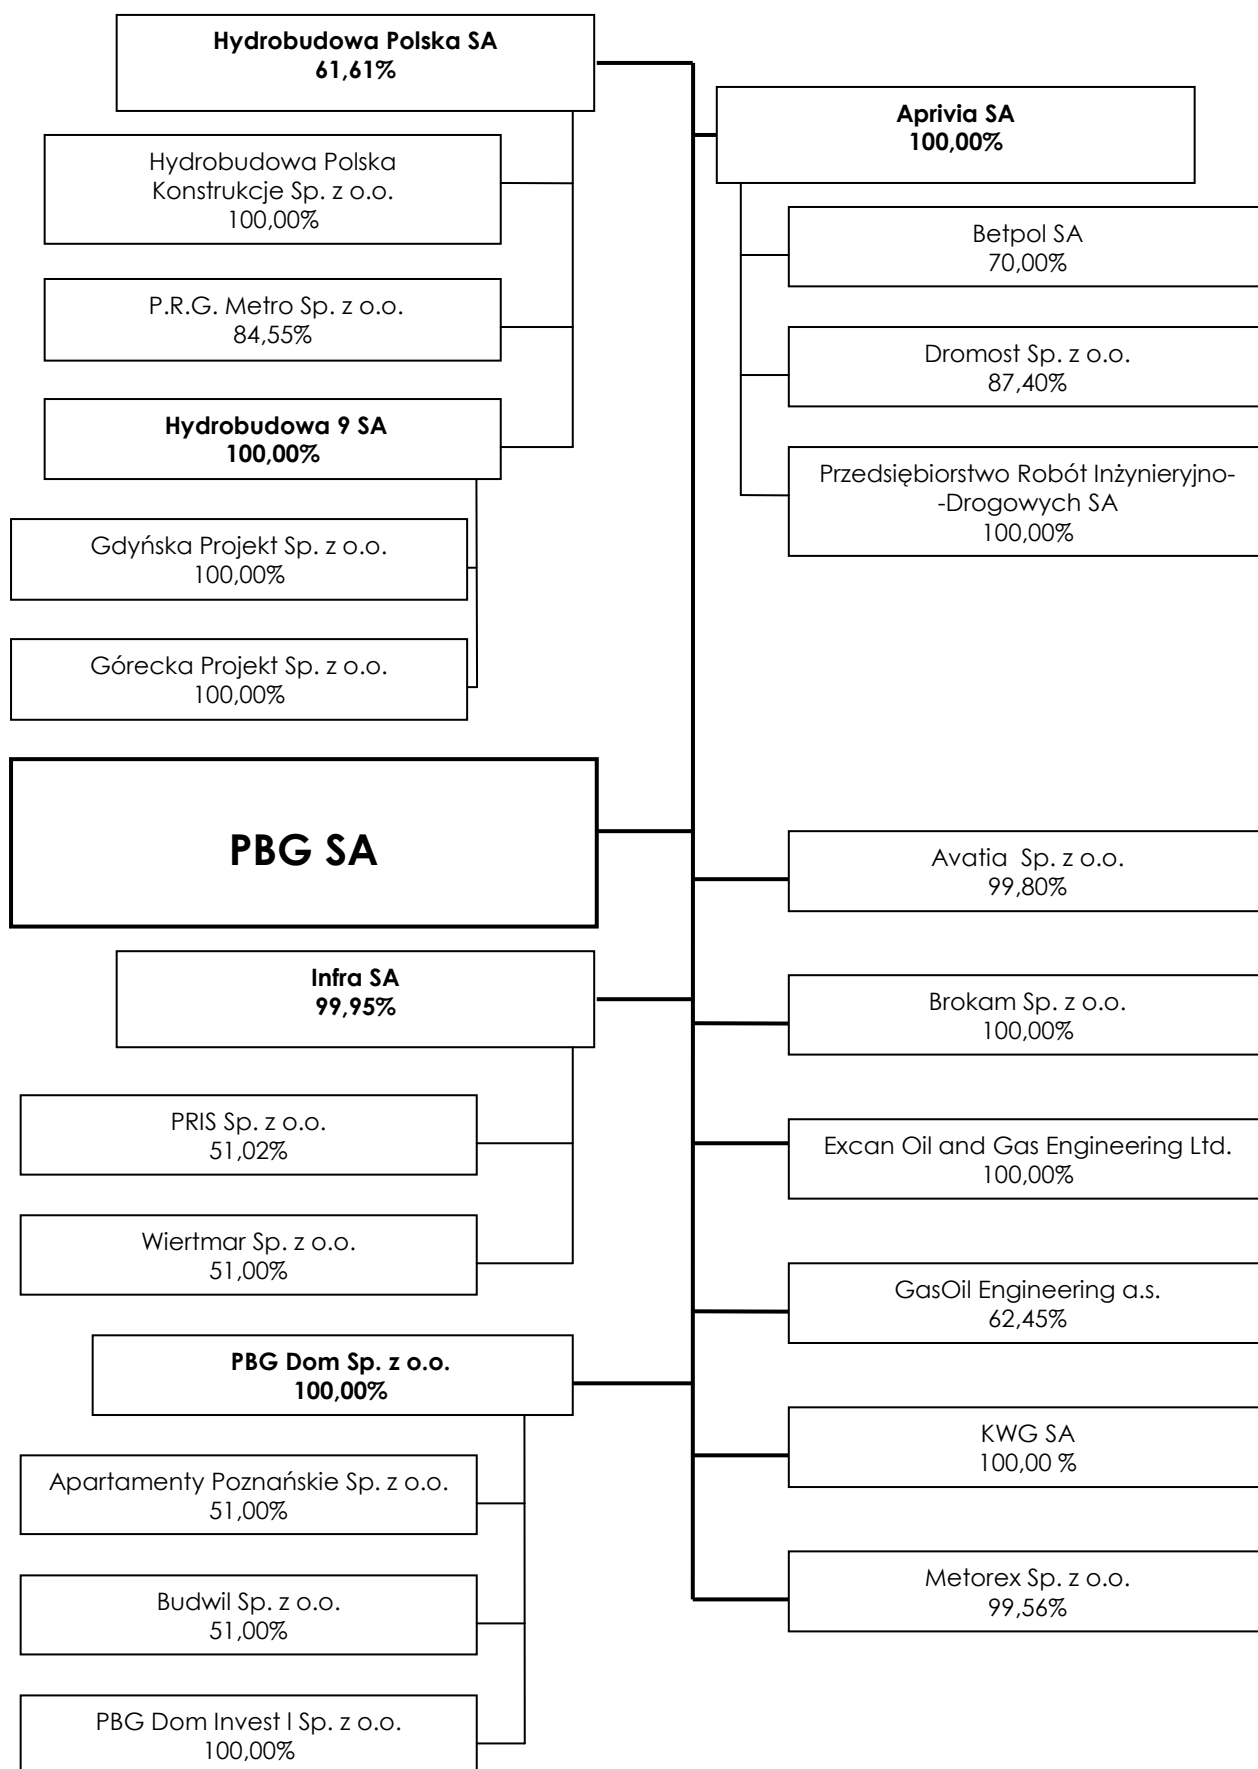 Hydrobudowa Polska SA
61,61%
Hydrobudowa Polska
Konstrukcje Sp. z o.o.
100,00%
P.R.G. Metro Sp. z o.o.
84,55%
Hydrobudowa 9 SA
100,00%
Gdyńska Projekt Sp. z o.o.
100,00%
Górecka Projekt Sp. z o.o.
100,00%
PBG SA
Infra SA
99,95%
PRIS Sp. z o.o.
51,02%
Wiertmar Sp. z o.o.
51,00%
PBG Dom Sp. z o.o.
100,00%
Apartamenty Poznańskie Sp. z o.o.
51,00%
Budwil Sp. z o.o.
51,00%
PBG Dom Invest I Sp. z o.o.
100,00%
Aprivia SA
100,00%
Betpol SA
70,00%
Dromost Sp. z o.o.
87,40%
Przedsiębiorstwo Robót Inżynieryjno-
-Drogowych SA
100,00%
Avatia Sp. z o.o.
99,80%
Brokam Sp. z o.o.
100,00%
Excan Oil and Gas Engineering Ltd.
100,00%
GasOil Engineering a.s.
62,45%
KWG SA
100,00 %
Metorex Sp. z o.o.
99,56%